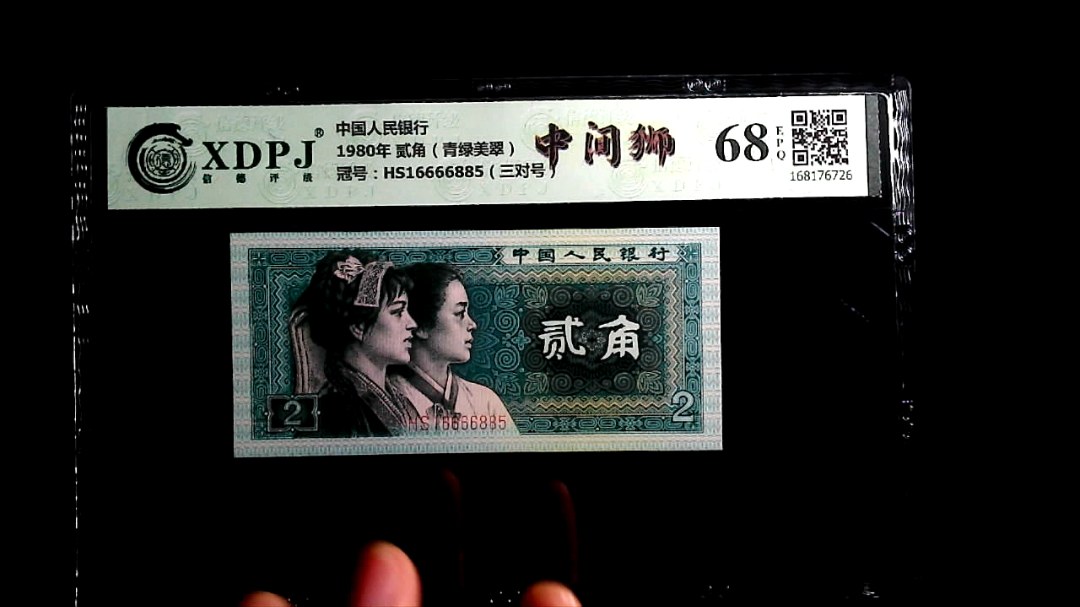 XDPJ®
信德评级
中国人民银行
1980年 贰角（青绿美翠）
冠号：HS16666885（三对号）
中间狮
68
EPQ
168176726
中国人民银行
贰角
2
HS16666885
2